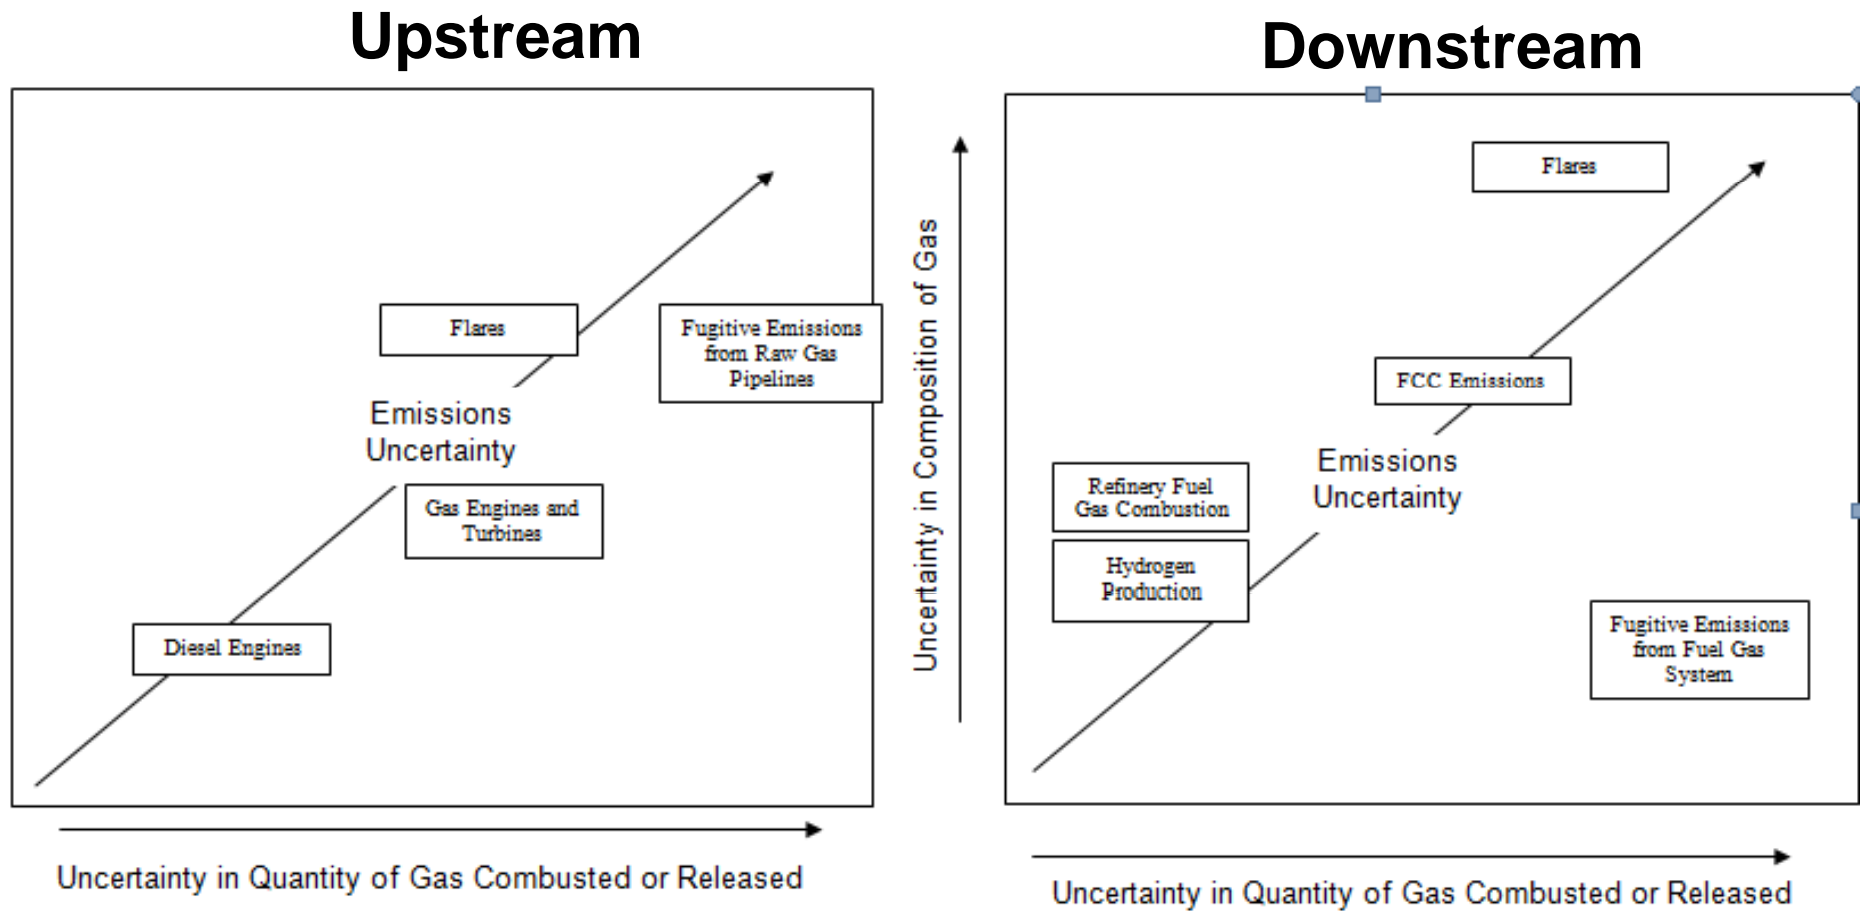 Upstream
Flares
Fugitive Emissions
from Raw Gas
Pipelines
Emissions
Uncertainty
Gas Engines and
Turbines
Diesel Engines
Uncertainty in Quantity of Gas Combusted or Released
Uncertainty in Composition of Gas
Downstream
Flares
FCC Emissions
Emissions
Uncertainty
Refinery Fuel
Gas Combustion
Hydrogen
Production
Fugitive Emissions
from Fuel Gas
System
Uncertainty in Quantity of Gas Combusted or Released